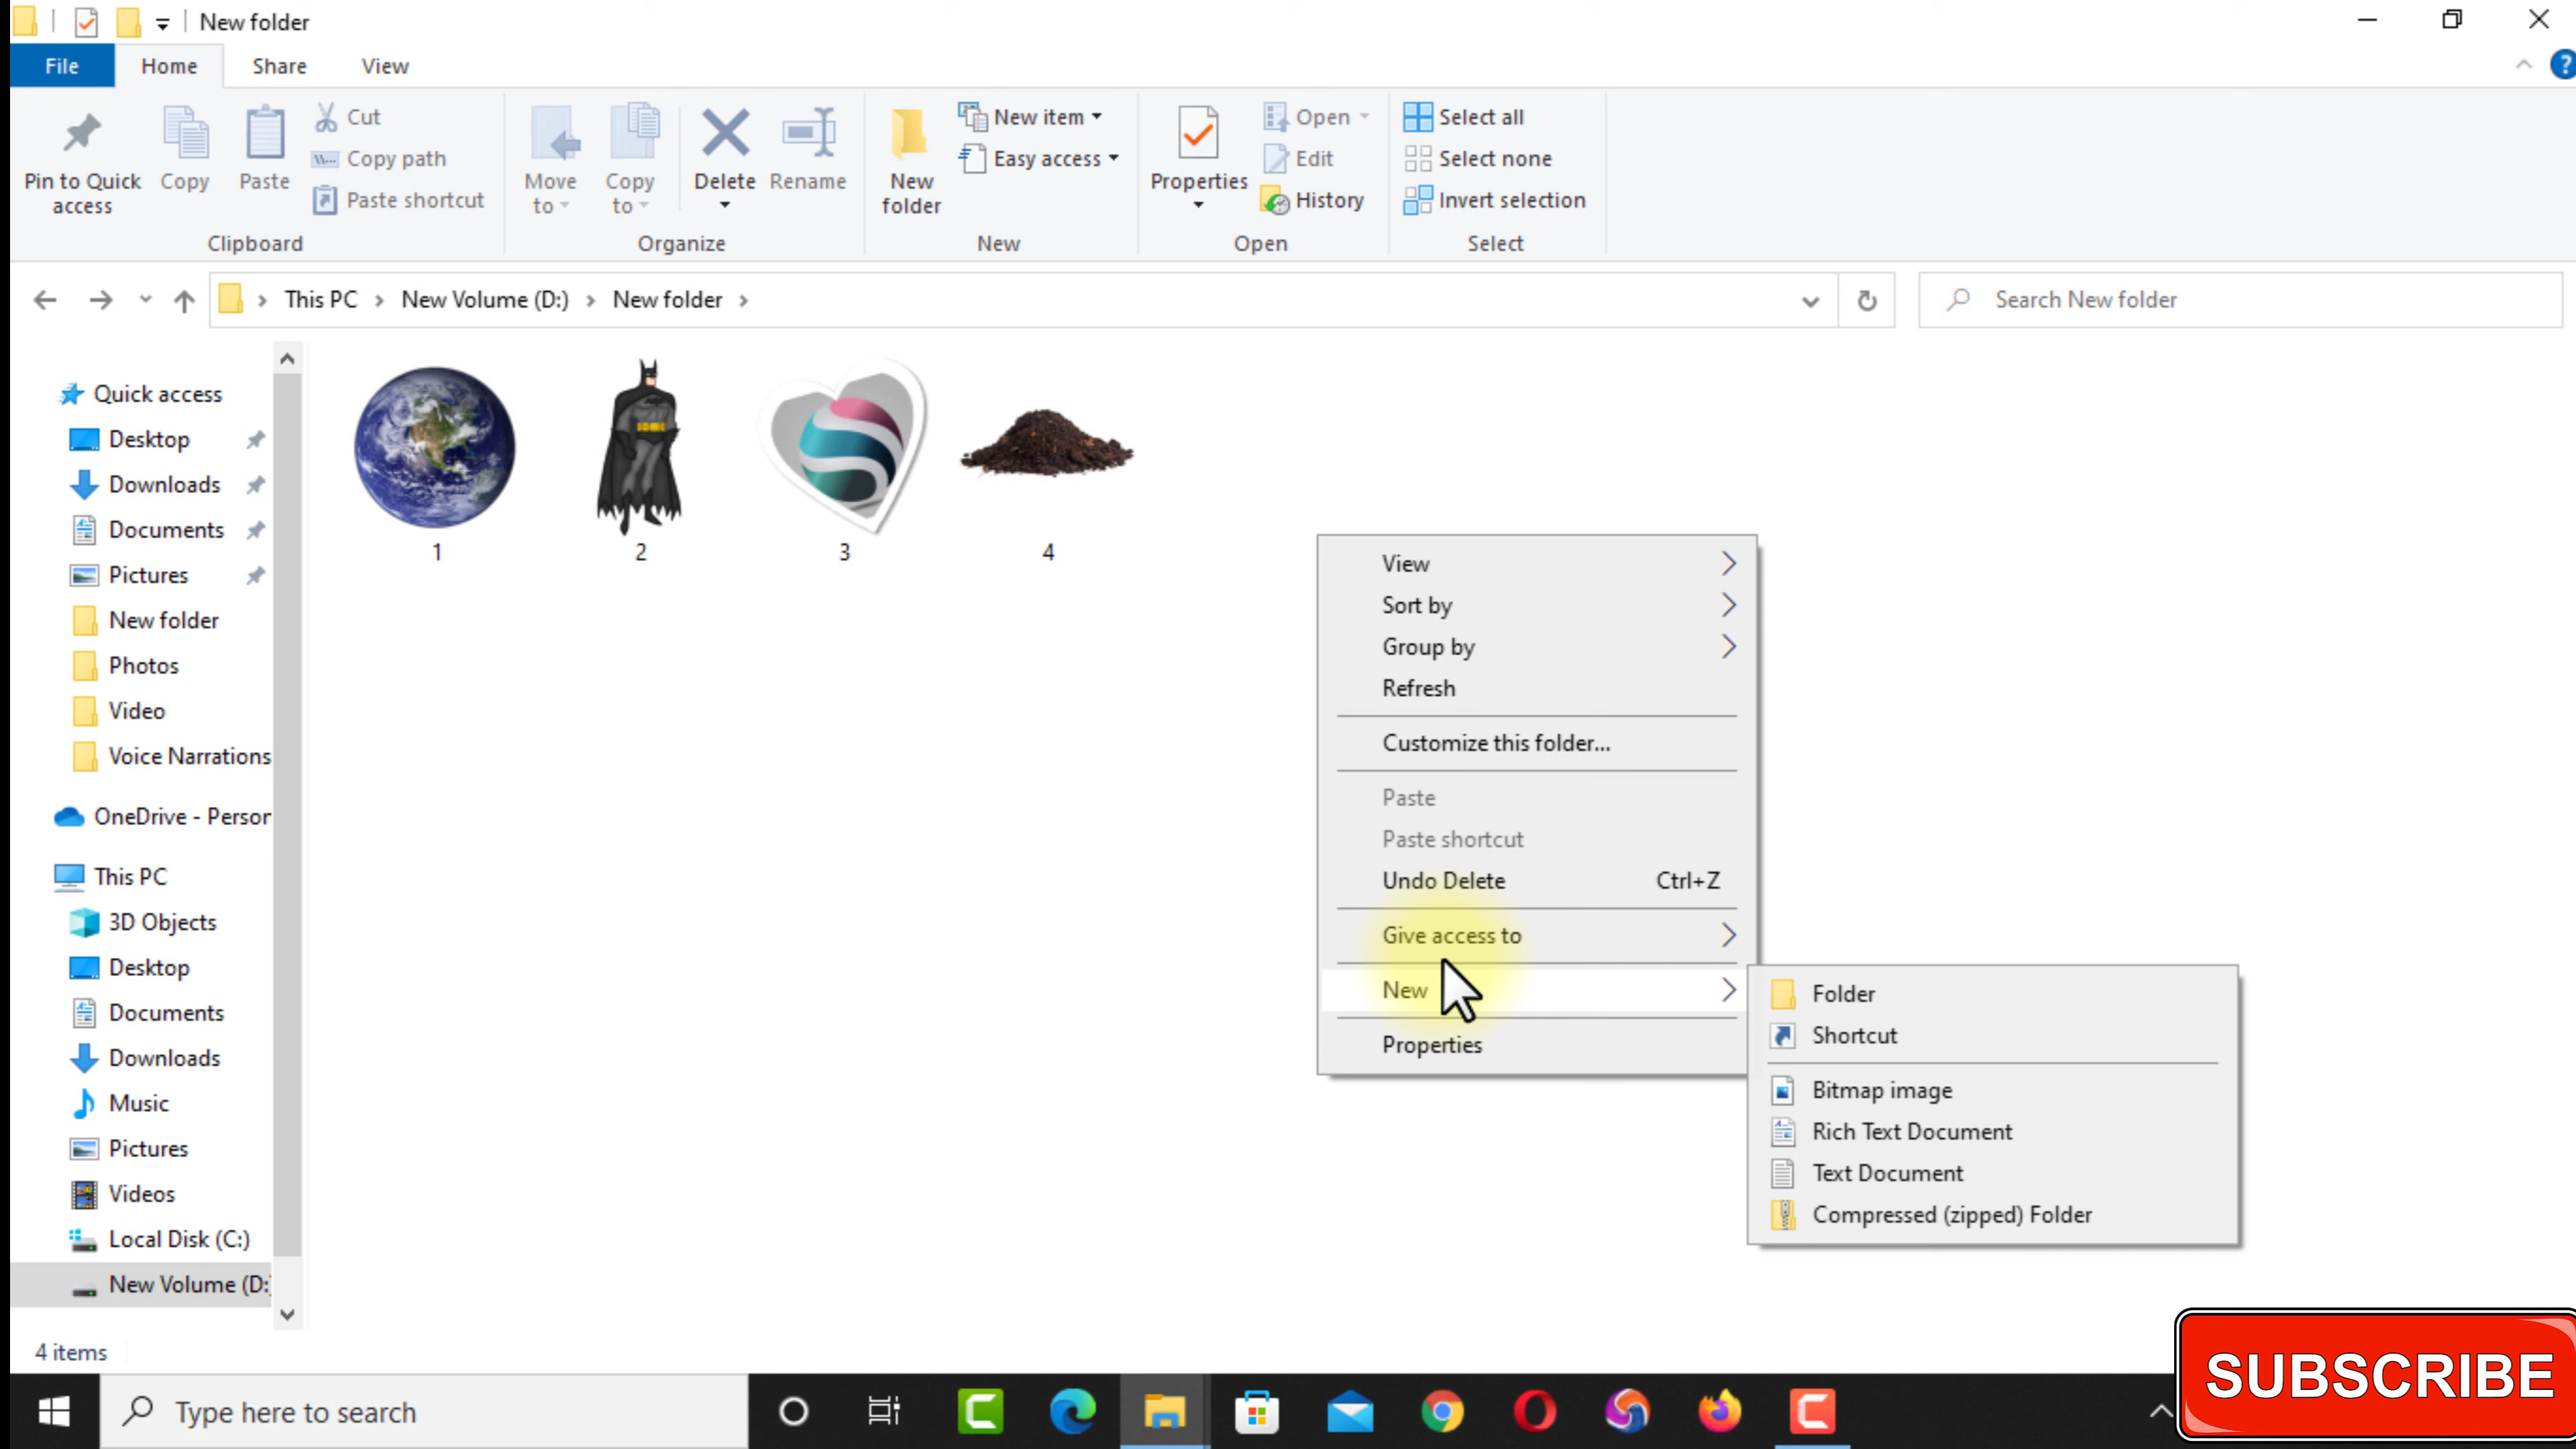 New folder
File Home Share View
Pin to Quick access
Copy
Paste
Cut
Copy path
Paste shortcut
Clipboard
Move to
Copy to
Delete
Rename
Organize
New folder
New item
Easy access
New
Properties
Open
Edit
History
Open
Select all
Select none
Invert selection
Select
This PC > New Volume (D:) > New folder >
Search New folder
Quick access
Desktop
Downloads
Documents
Pictures
New folder
Photos
Video
Voice Narrations
OneDrive - Person
This PC
3D Objects
Desktop
Documents
Downloads
Music
Pictures
Videos
Local Disk (C:)
New Volume (D:
1
2
3
4
View
Sort by
Group by
Refresh
Customize this folder...
Paste
Paste shortcut
Undo Delete Ctrl+Z
Give access to
New
Properties
Folder
Shortcut
Bitmap image
Rich Text Document
Text Document
Compressed (zipped) Folder
4 items
Type here to search
SUBSCRIBE